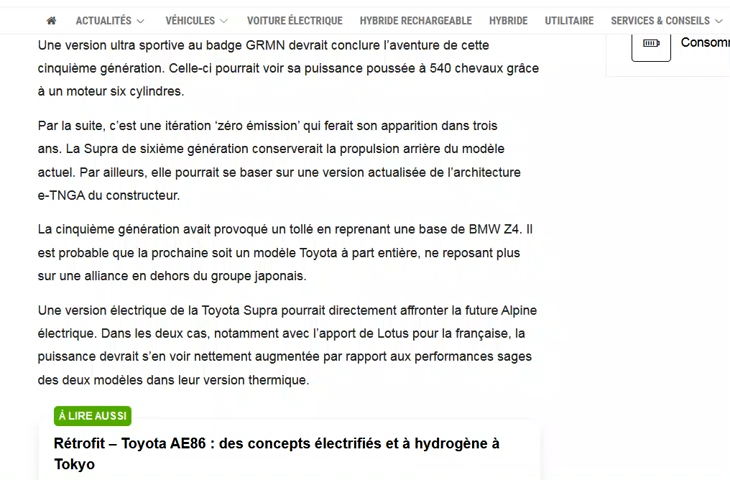 ACTUALITÉS VÉHICULES VOITURE ÉLECTRIQUE HYBRIDE RECHARGEABLE HYBRIDE UTILITAIRE SERVICES & CONSEILS
Une version ultra sportive au badge GRMN devrait conclure l’aventure de cette
cinquième génération. Celle-ci pourrait voir sa puissance poussée à 540 chevaux grâce
à un moteur six cylindres.
Par la suite, c’est une itération ‘zéro émission’ qui ferait son apparition dans trois
ans. La Supra de sixième génération conserverait la propulsion arrière du modèle
actuel. Par ailleurs, elle pourrait se baser sur une version actualisée de l’architecture
e-TNGA du constructeur.
La cinquième génération avait provoqué un tollé en reprenant une base de BMW Z4. Il
est probable que la prochaine soit un modèle Toyota à part entière, ne reposant plus
sur une alliance en dehors du groupe japonais.
Une version électrique de la Toyota Supra pourrait directement affronter la future Alpine
électrique. Dans les deux cas, notamment avec l’apport de Lotus pour la française, la
puissance devrait s’en voir nettement augmentée par rapport aux performances sages
des deux modèles dans leur version thermique.
À LIRE AUSSI
Rétrofit – Toyota AE86 : des concepts électrifiés et à hydrogène à
Tokyo